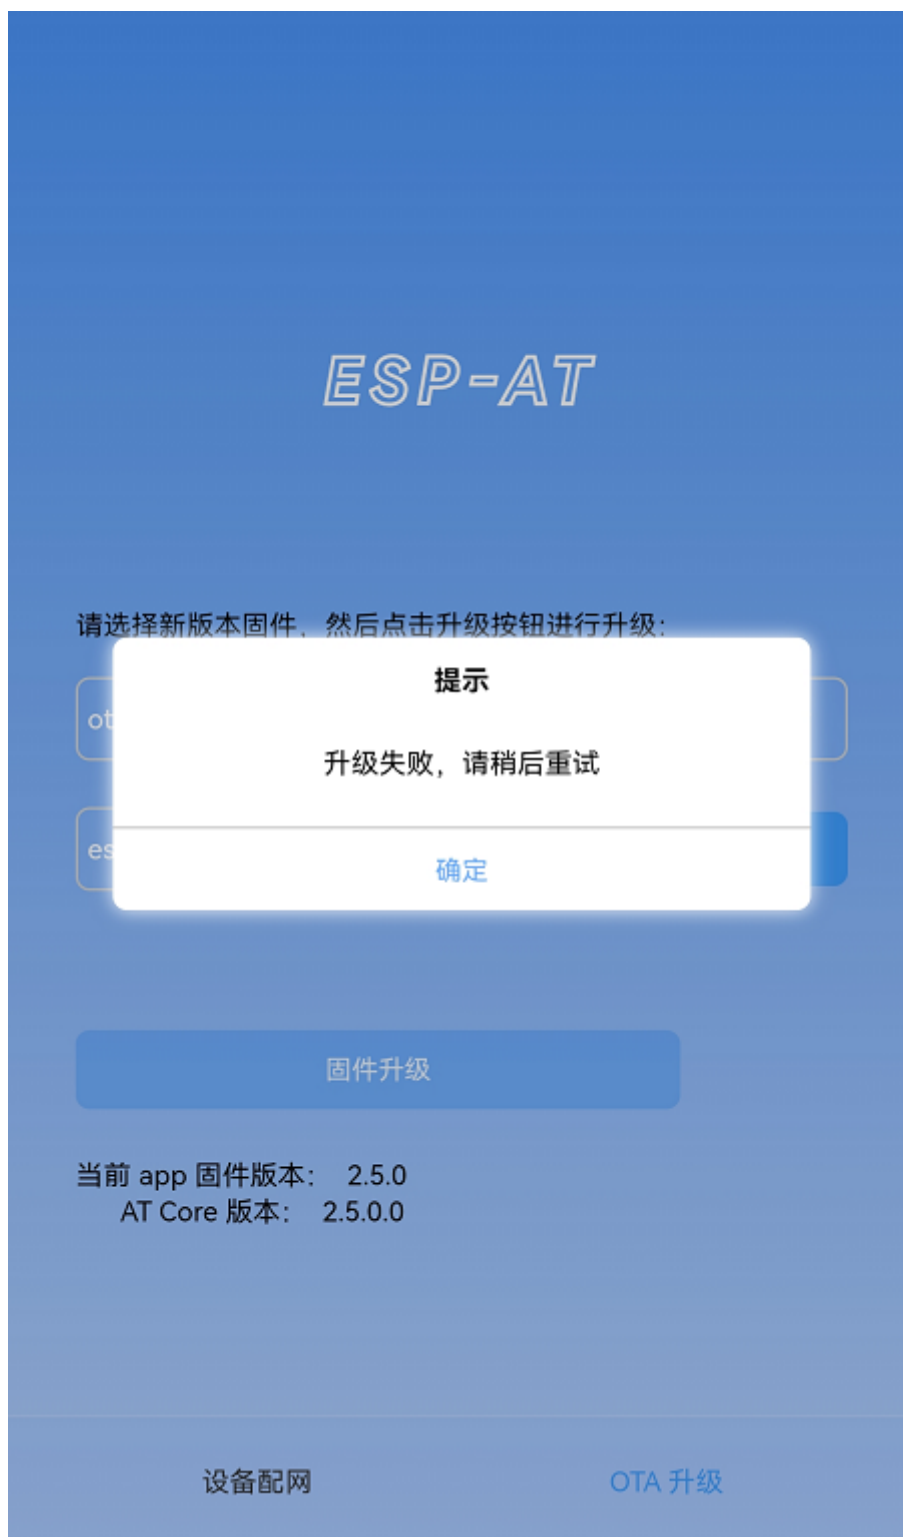 ESP-AT
请选择新版本固件，然后点击升级按钮进行升级：
提示
ot
升级失败，请稍后重试
es
确定
固件升级
当前 app 固件版本： 2.5.0
AT Core 版本： 2.5.0.0
设备配网
OTA 升级